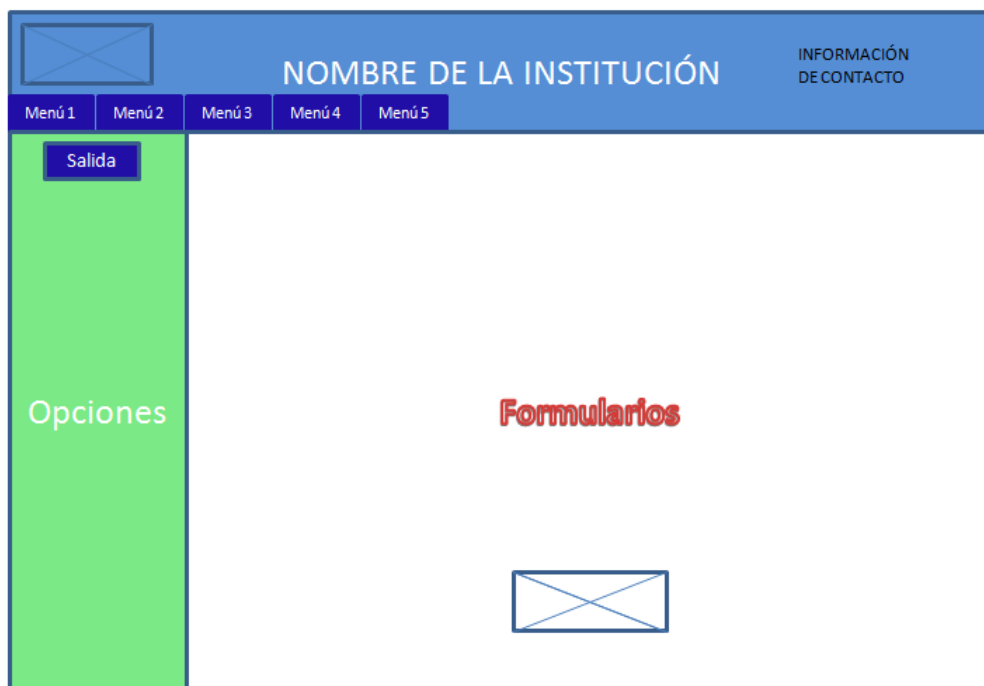 NOMBRE DE LA INSTITUCIÓN
INFORMACIÓN
DE CONTACTO
Menú 1 Menú 2 Menú 3 Menú 4 Menú 5
Salida
Opciones
Formularios